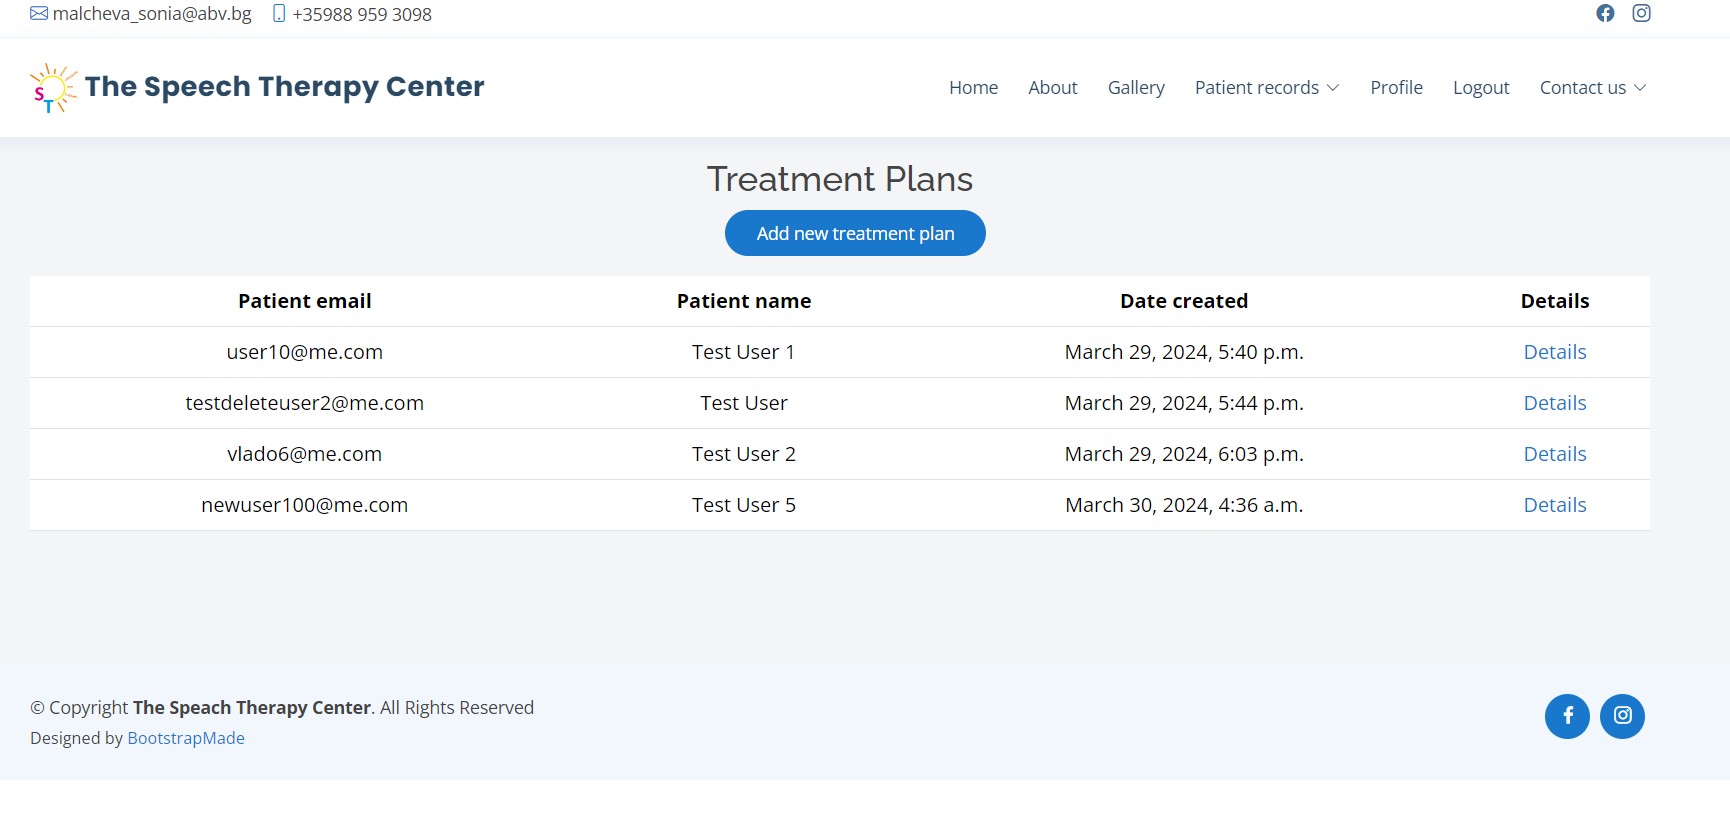 malcheva_sonia@abv.bg +35988 959 3098
ST The Speech Therapy Center Home About Gallery Patient records Profile Logout Contact us
Treatment Plans
Add new treatment plan
Patient email Patient name Date created Details
user10@me.com Test User 1 March 29, 2024, 5:40 p.m. Details
testdeleteuser2@me.com Test User March 29, 2024, 5:44 p.m. Details
vlado6@me.com Test User 2 March 29, 2024, 6:03 p.m. Details
newuser100@me.com Test User 5 March 30, 2024, 4:36 a.m. Details
© Copyright The Speach Therapy Center. All Rights Reserved
Designed by BootstrapMade